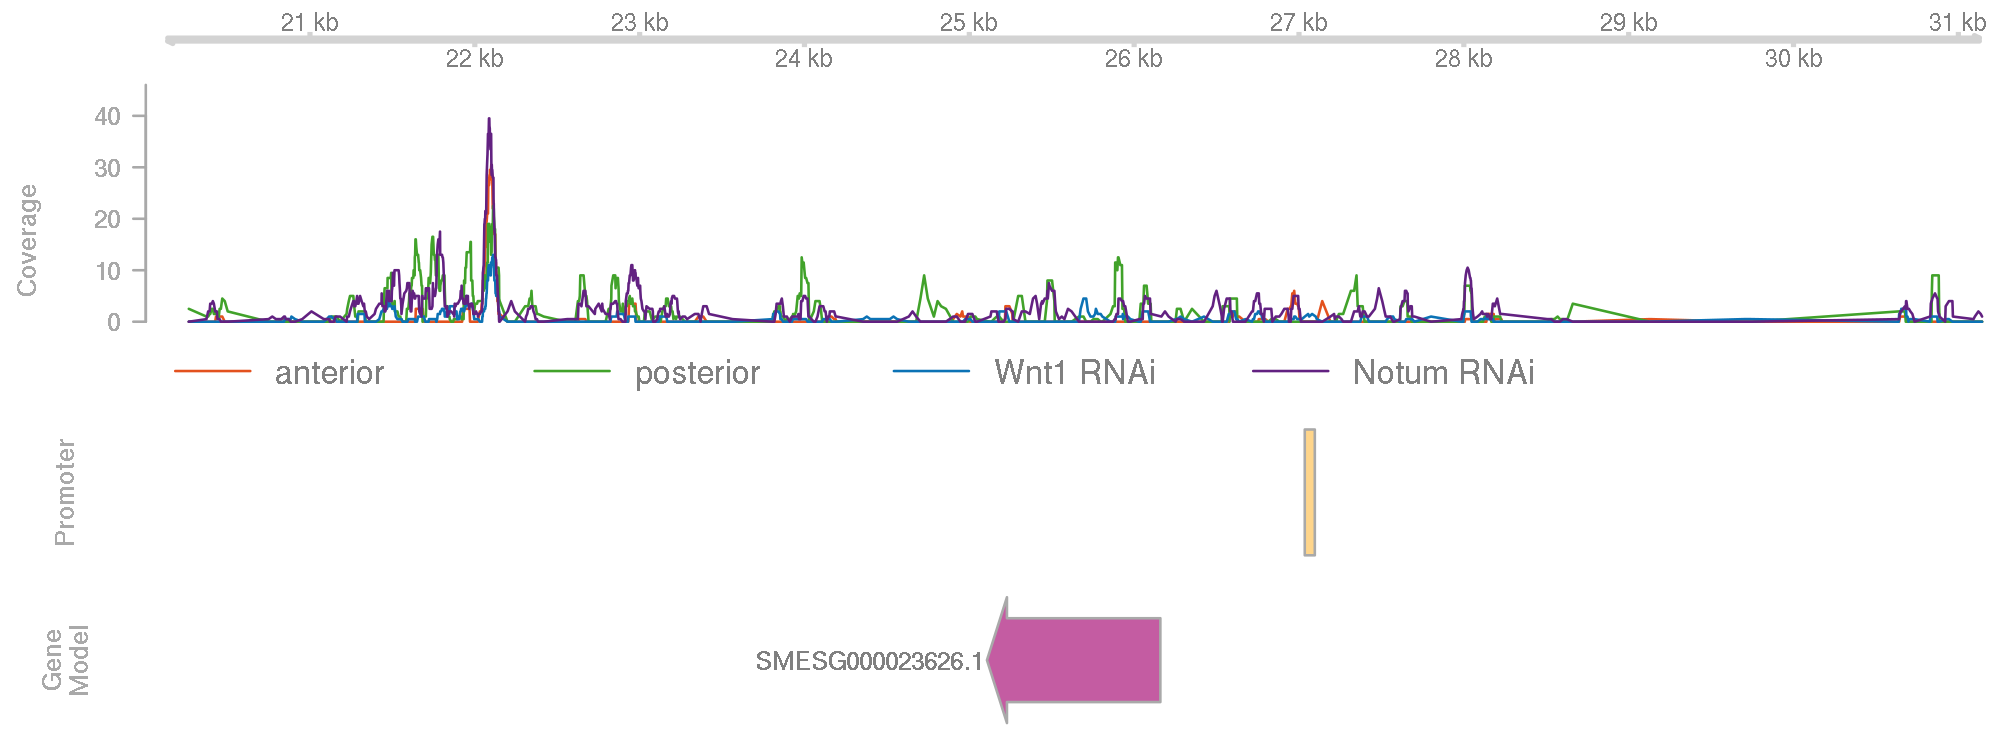 21 kb 23 kb 25 kb 27 kb 29 kb 31 kb
22 kb 24 kb 26 kb 28 kb 30 kb
Coverage
40
30
20
10
0
anterior posterior Wnt1 RNAi Notum RNAi
Promoter
Gene
Model
SMESG000023626.1